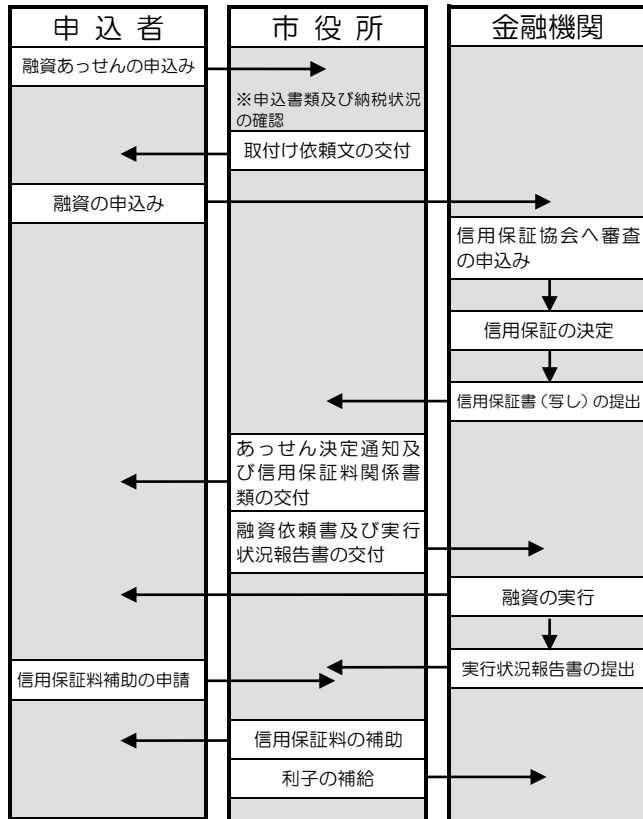 申込者
市役所
金融機関
融資あっせんの申込み
※申込書類及び納税状況
の確認
取付け依頼文の交付
融資の申込み
信用保証協会へ審査
の申込み
信用保証の決定
信用保証書（写し）の提出
あっせん決定通知及
び信用保証料関係書
類の交付
融資依頼書及び実行
状況報告書の交付
融資の実行
実行状況報告書の提出
信用保証料補助の申請
信用保証料の補助
利子の補給